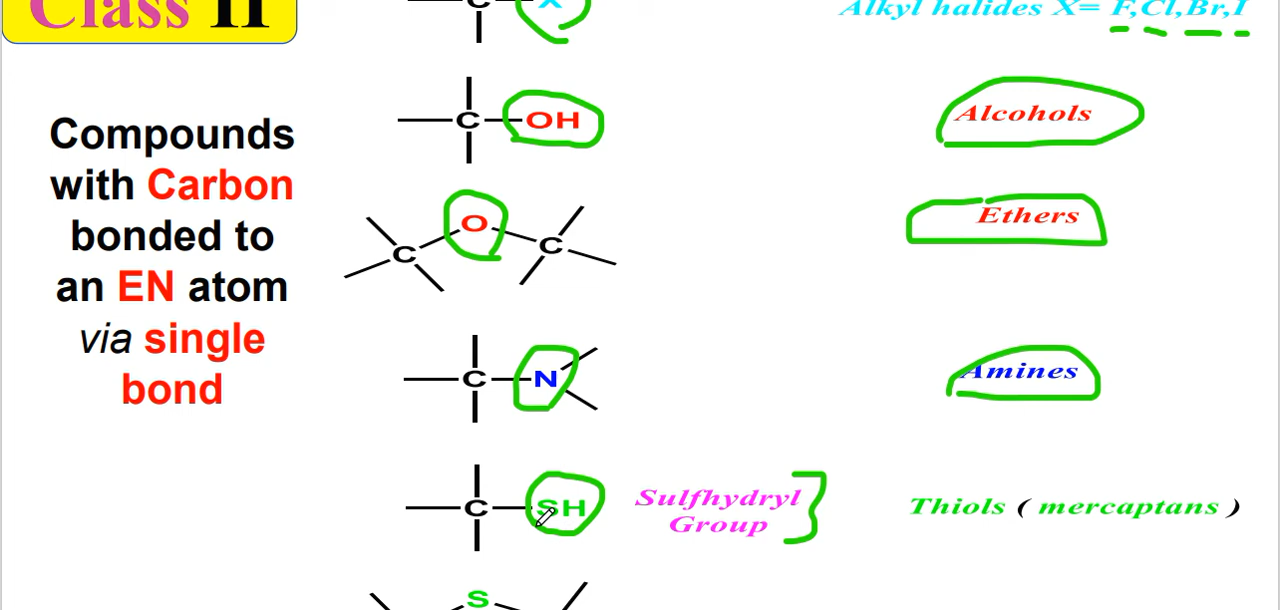 Class II
C X Alkyl halides X= F,Cl,Br,I
C OH Alcohols
O Ethers
C C
C N Amines
C SH Sulfhydryl Group Thiols ( mercaptans )
S
Compounds
with Carbon
bonded to
an EN atom
via single
bond